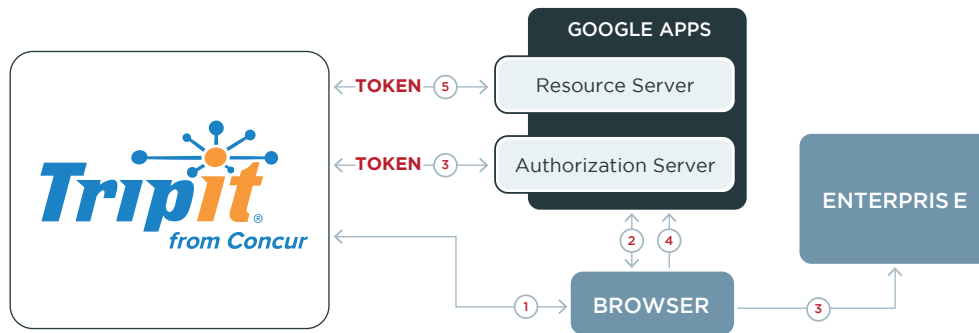 GOOGLE APPS
TOKEN 5 Resource Server
TOKEN 3 Authorization Server
Tripit®
from Concur
ENTERPRIS E
2 4
1 BROWSER 3